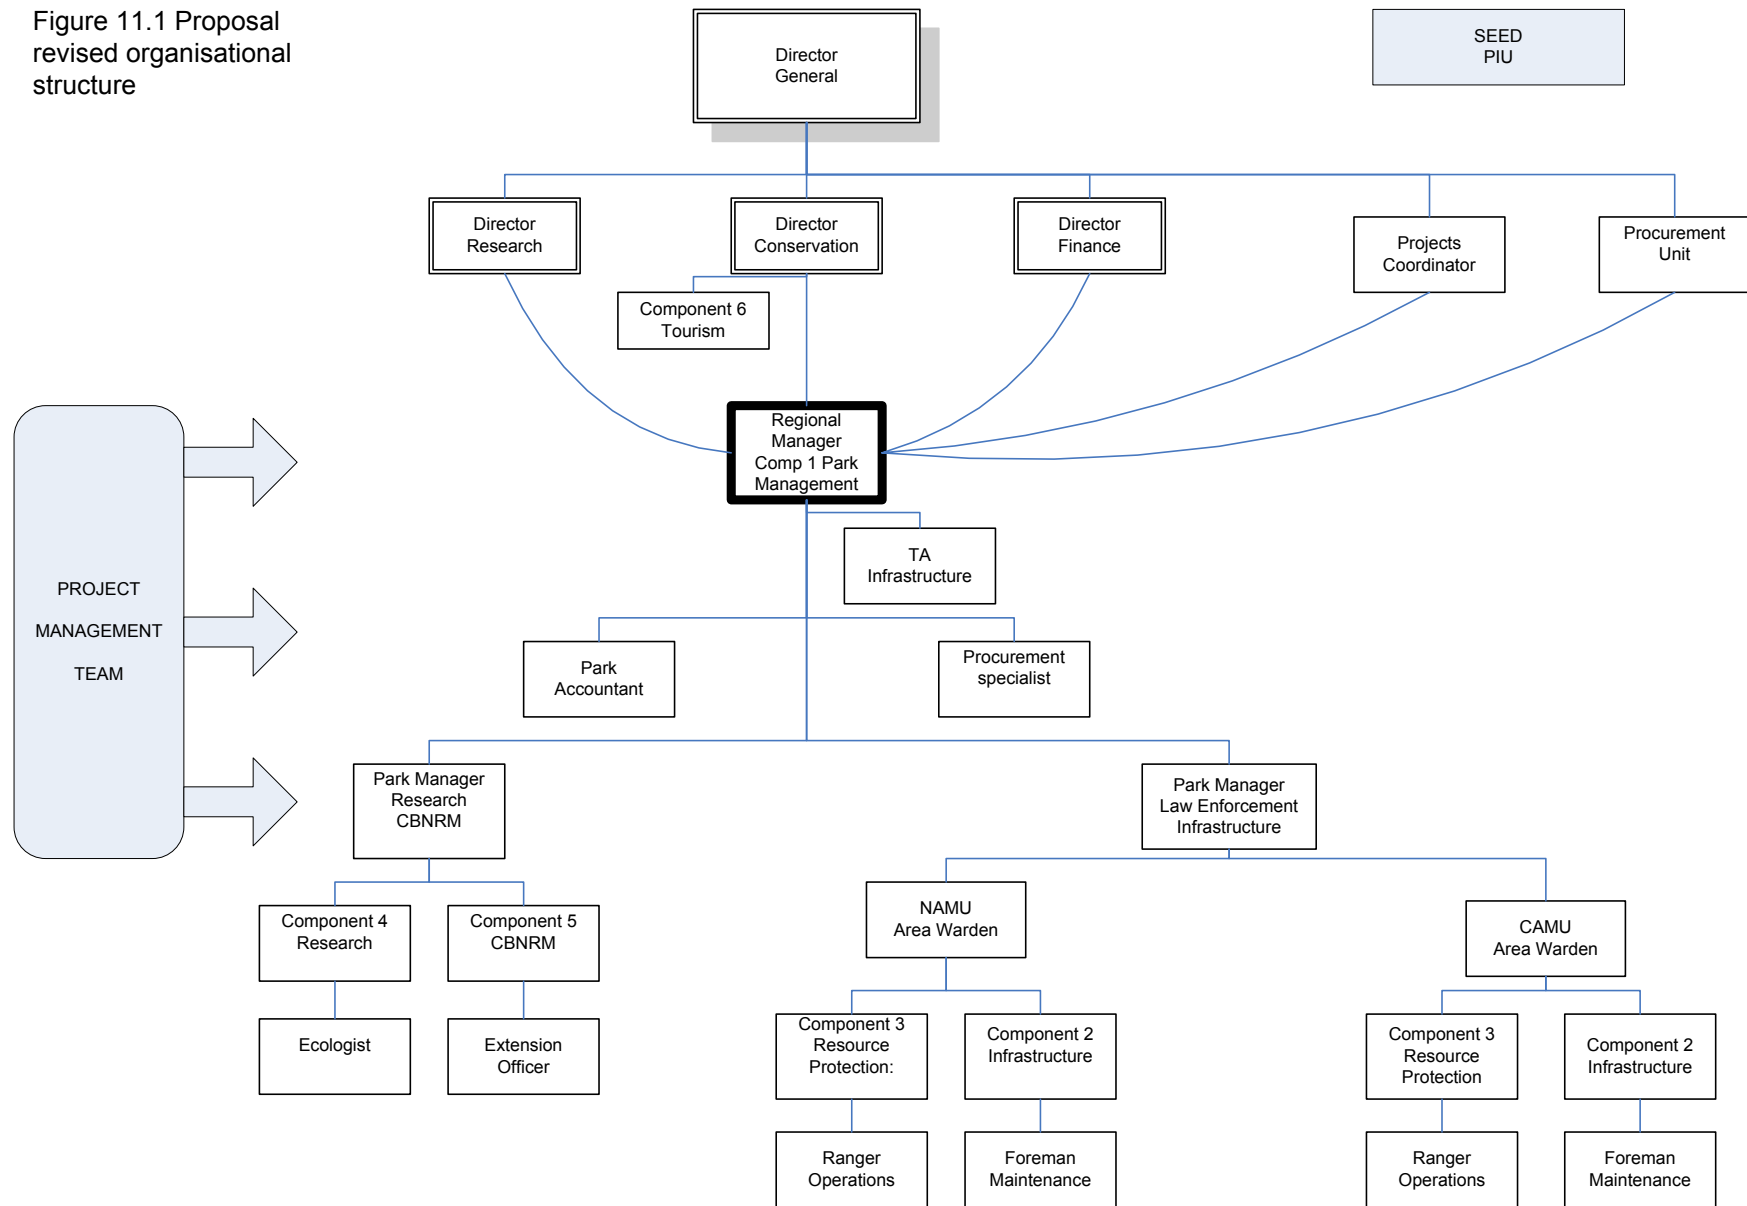 Figure 11.1 Proposal
revised organisational
structure
Director
General
SEED
PIU
Director
Research
Director
Conservation
Director
Finance
Projects
Coordinator
Procurement
Unit
Component 6
Tourism
Regional
Manager
Comp 1 Park
Management
TA
Infrastructure
PROJECT
MANAGEMENT
TEAM
Park
Accountant
Procurement
specialist
Park Manager
Research
CBNRM
Park Manager
Law Enforcement
Infrastructure
Component 4
Research
Component 5
CBNRM
NAMU
Area Warden
CAMU
Area Warden
Ecologist
Extension
Officer
Component 3
Resource
Protection:
Component 2
Infrastructure
Component 3
Resource
Protection
Component 2
Infrastructure
Ranger
Operations
Foreman
Maintenance
Ranger
Operations
Foreman
Maintenance